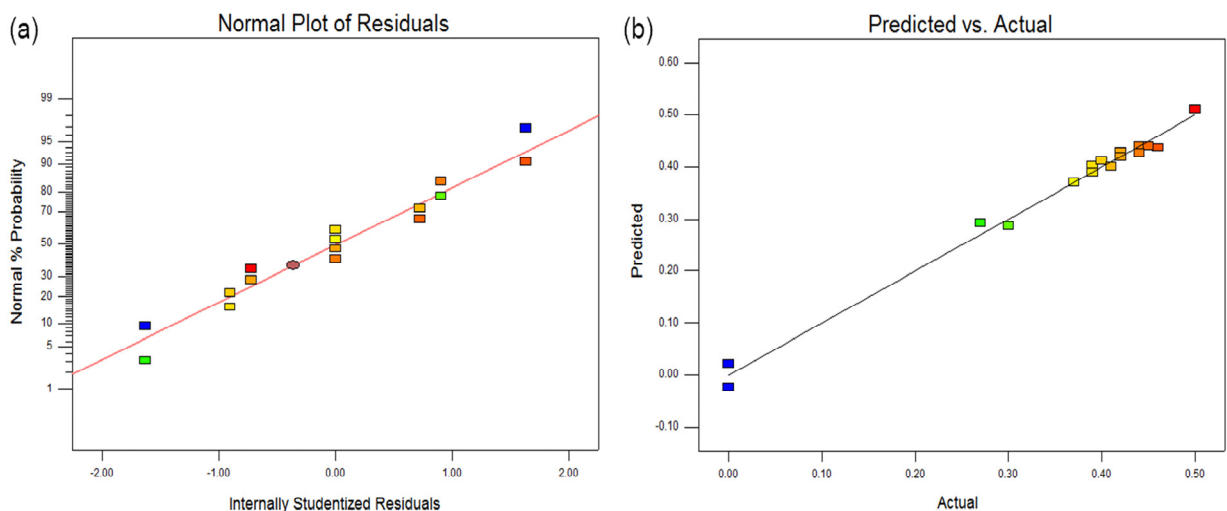 (a)
Normal Plot of Residuals
Normal % Probability
99
95
90
80
70
50
30
20
10
5
1
-2.00 -1.00 0.00 1.00 2.00
Internally Studentized Residuals
(b)
Predicted vs. Actual
Predicted
0.60
0.50
0.40
0.30
0.20
0.10
0.00
-0.10
0.00 0.10 0.20 0.30 0.40 0.50
Actual